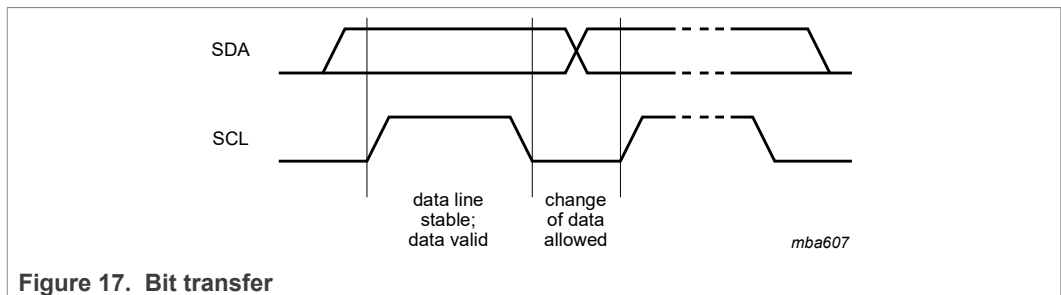 SDA
SCL
data line
stable;
data valid
change
of data
allowed
mba607
Figure 17. Bit transfer